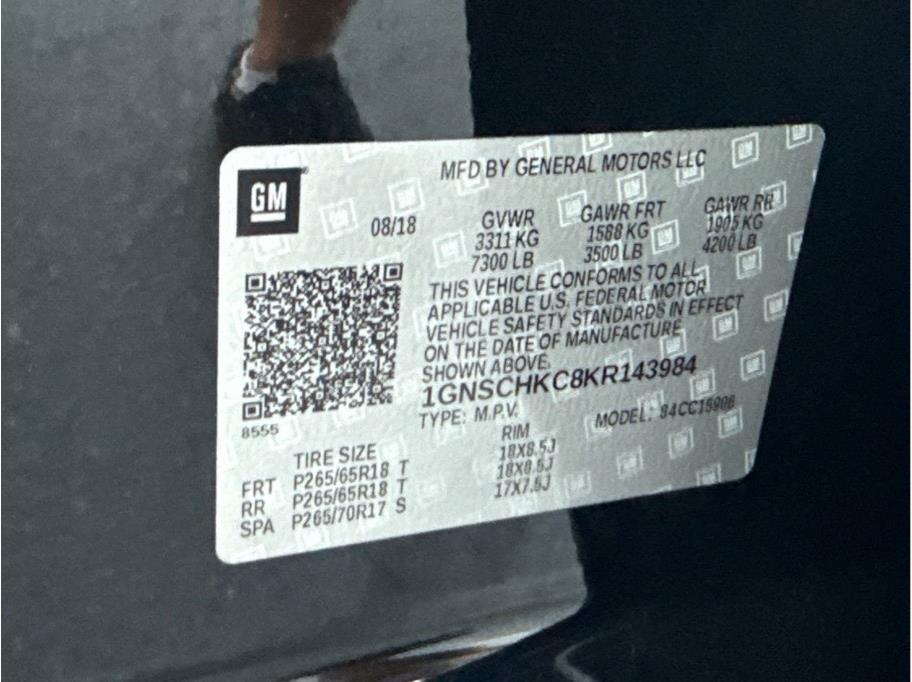 GM
MFD BY GENERAL MOTORS LLC
08/18
GVWR GAWR FRT GAWR RR
3311 KG 1588 KG 1905 KG
7300 LB 3500 LB 4200 LB
THIS VEHICLE CONFORMS TO ALL
APPLICABLE U.S. FEDERAL MOTOR
VEHICLE SAFETY STANDARDS IN EFFECT
ON THE DATE OF MANUFACTURE
SHOWN ABOVE.
1GNSCHKC8KR143984
TYPE: M.P.V. MODEL: 84CC15906
8555
TIRE SIZE RIM
FRT P265/65R18 T 18X8.5J
RR P265/65R18 T 18X8.5J
SPA P265/70R17 S 17X7.5J